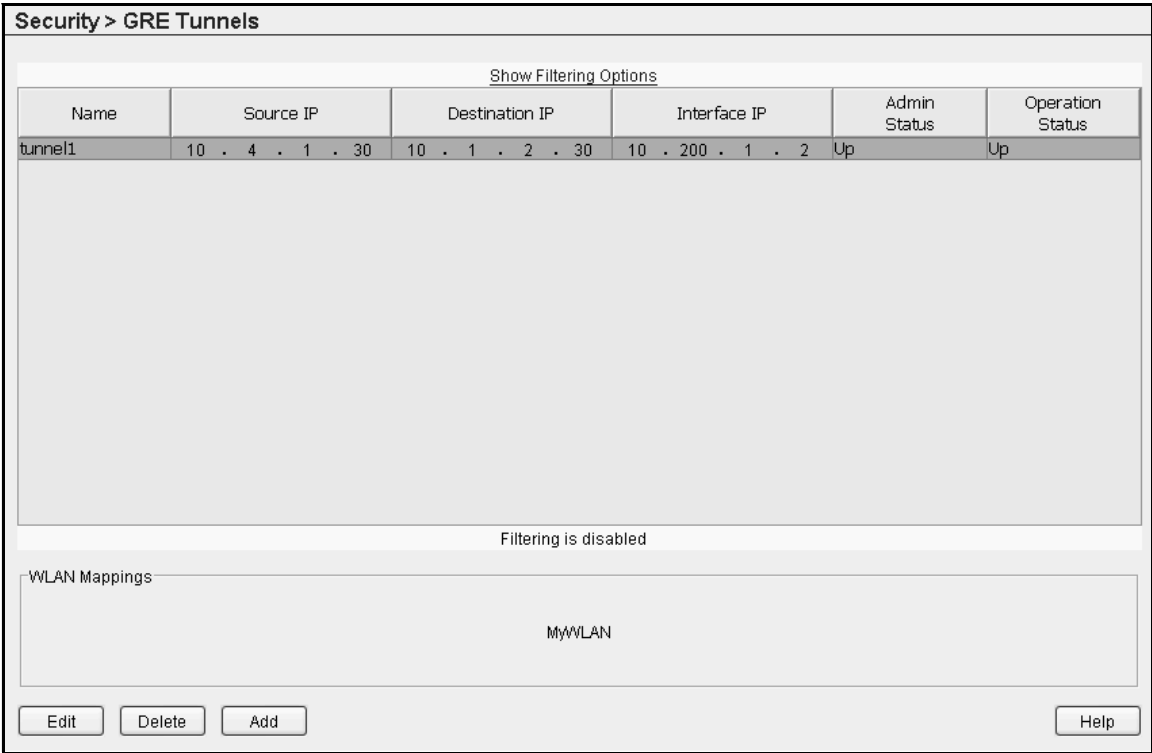 Security > GRE Tunnels
Show Filtering Options
Name Source IP Destination IP Interface IP Admin Status Operation Status
tunnel1 10 . 4 . 1 . 30 10 . 1 . 2 . 30 10 . 200 . 1 . 2 Up Up
Filtering is disabled
WLAN Mappings
MyWLAN
Edit Delete Add Help